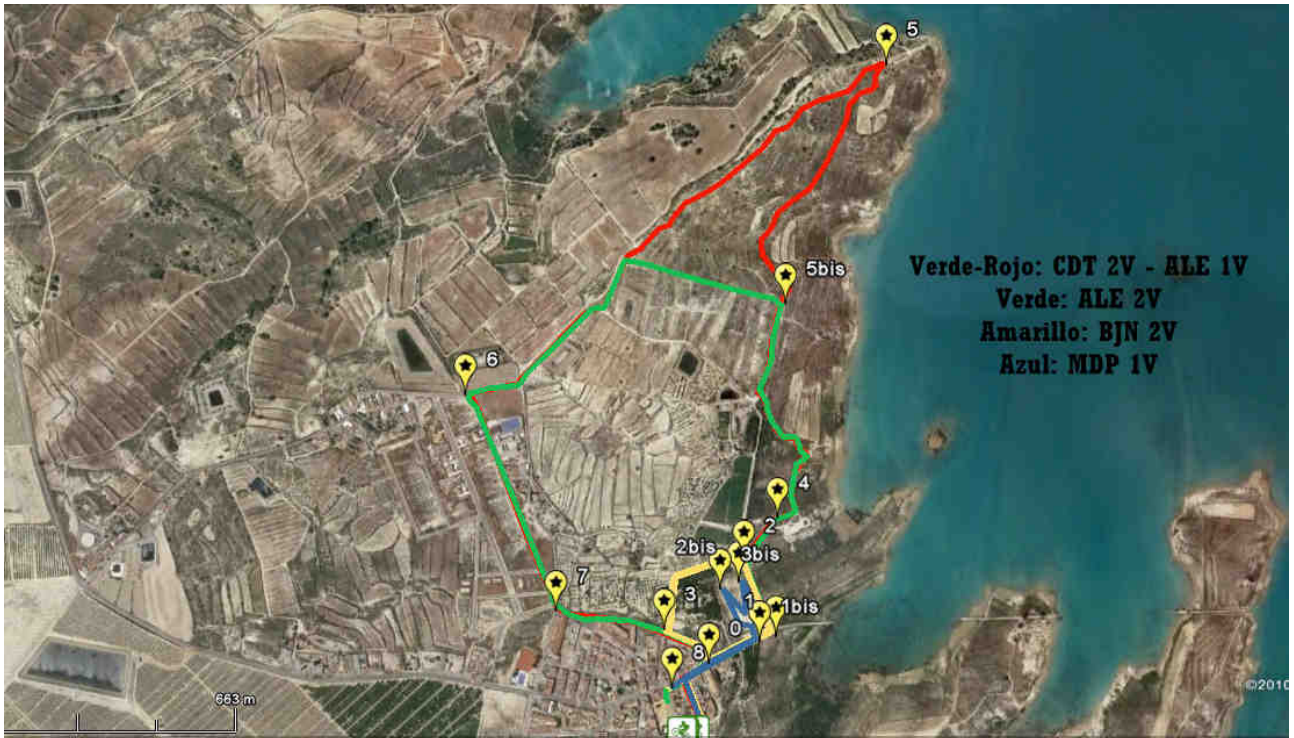 5
5bis
Verde-Rojo: CDT 2V - ALE 1V
Verde: ALE 2V
Amarillo: BJN 2V
Azul: MDP 1V
6
4
2
2bis
3bis
7
3
1
1bis
0
8
663 m
©2010